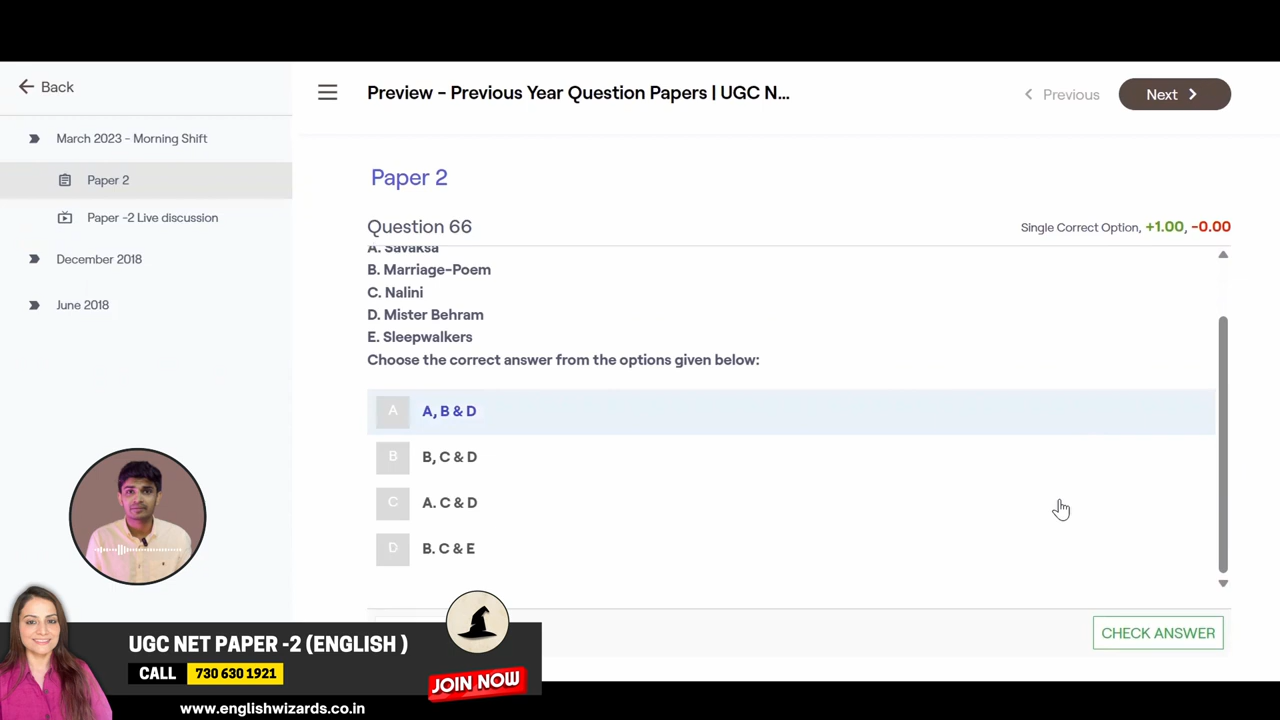 Back
Preview - Previous Year Question Papers | UGC N...
Previous
Next
March 2023 - Morning Shift
Paper 2
Paper -2 Live discussion
December 2018
June 2018
Paper 2
Question 66
Single Correct Option, +1.00, -0.00
A. Savaksa
B. Marriage-Poem
C. Nalini
D. Mister Behram
E. Sleepwalkers
Choose the correct answer from the options given below:
A A, B & D
B B, C & D
C A. C & D
D B. C & E
CHECK ANSWER
UGC NET PAPER -2 (ENGLISH )
CALL 730 630 1921
JOIN NOW
www.englishwizards.co.in